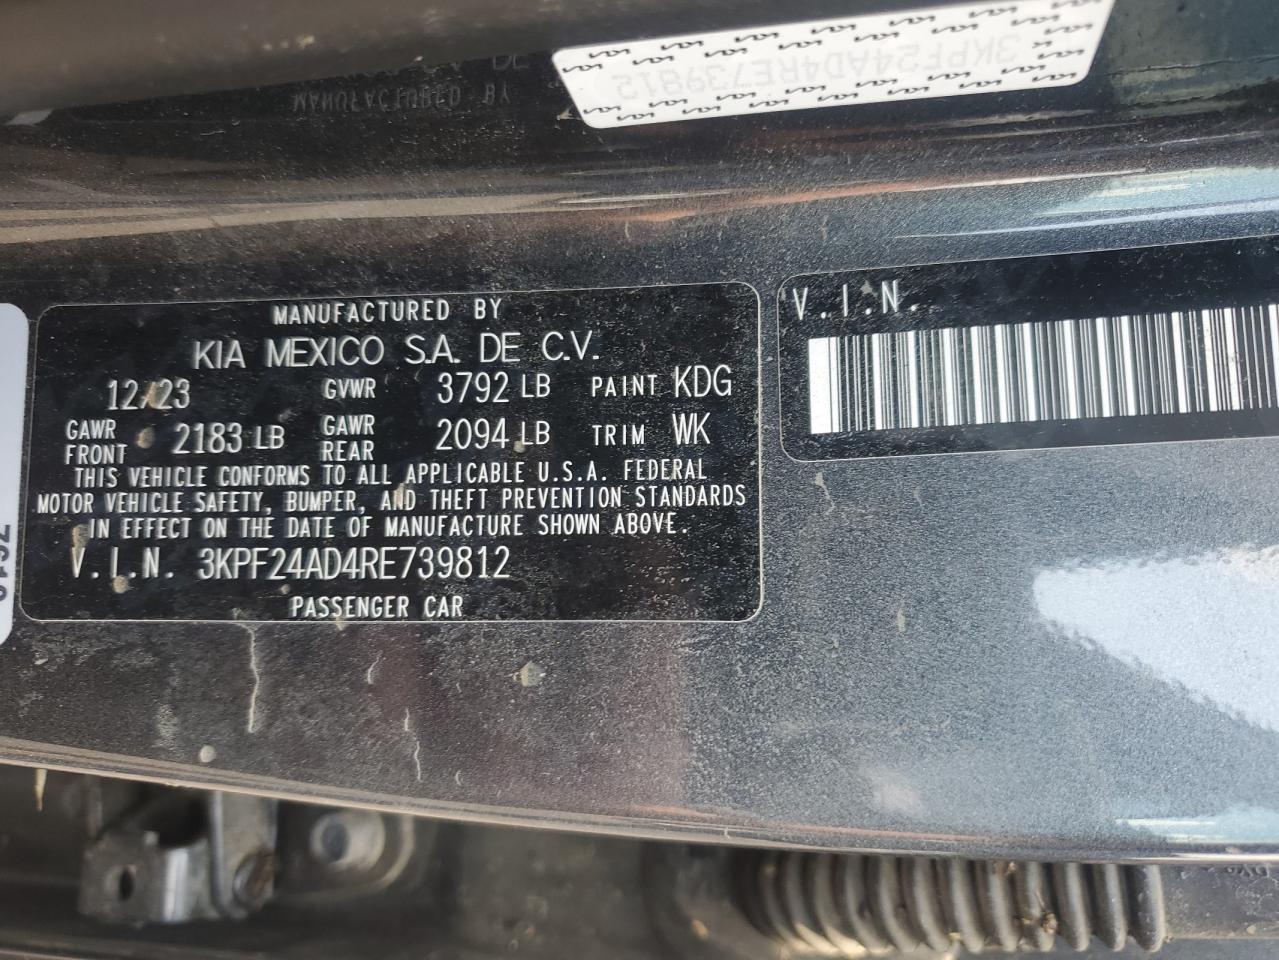 3KPF24AD4RE739812
MANUFACTURED BY
MANUFACTURED BY
KIA MEXICO S.A. DE C.V.
12/23 GVWR 3792 LB PAINT KDG
GAWR FRONT 2183 LB GAWR REAR 2094 LB TRIM WK
THIS VEHICLE CONFORMS TO ALL APPLICABLE U.S.A. FEDERAL
MOTOR VEHICLE SAFETY, BUMPER, AND THEFT PREVENTION STANDARDS
IN EFFECT ON THE DATE OF MANUFACTURE SHOWN ABOVE.
V.I.N. 3KPF24AD4RE739812
PASSENGER CAR
V.I.N.